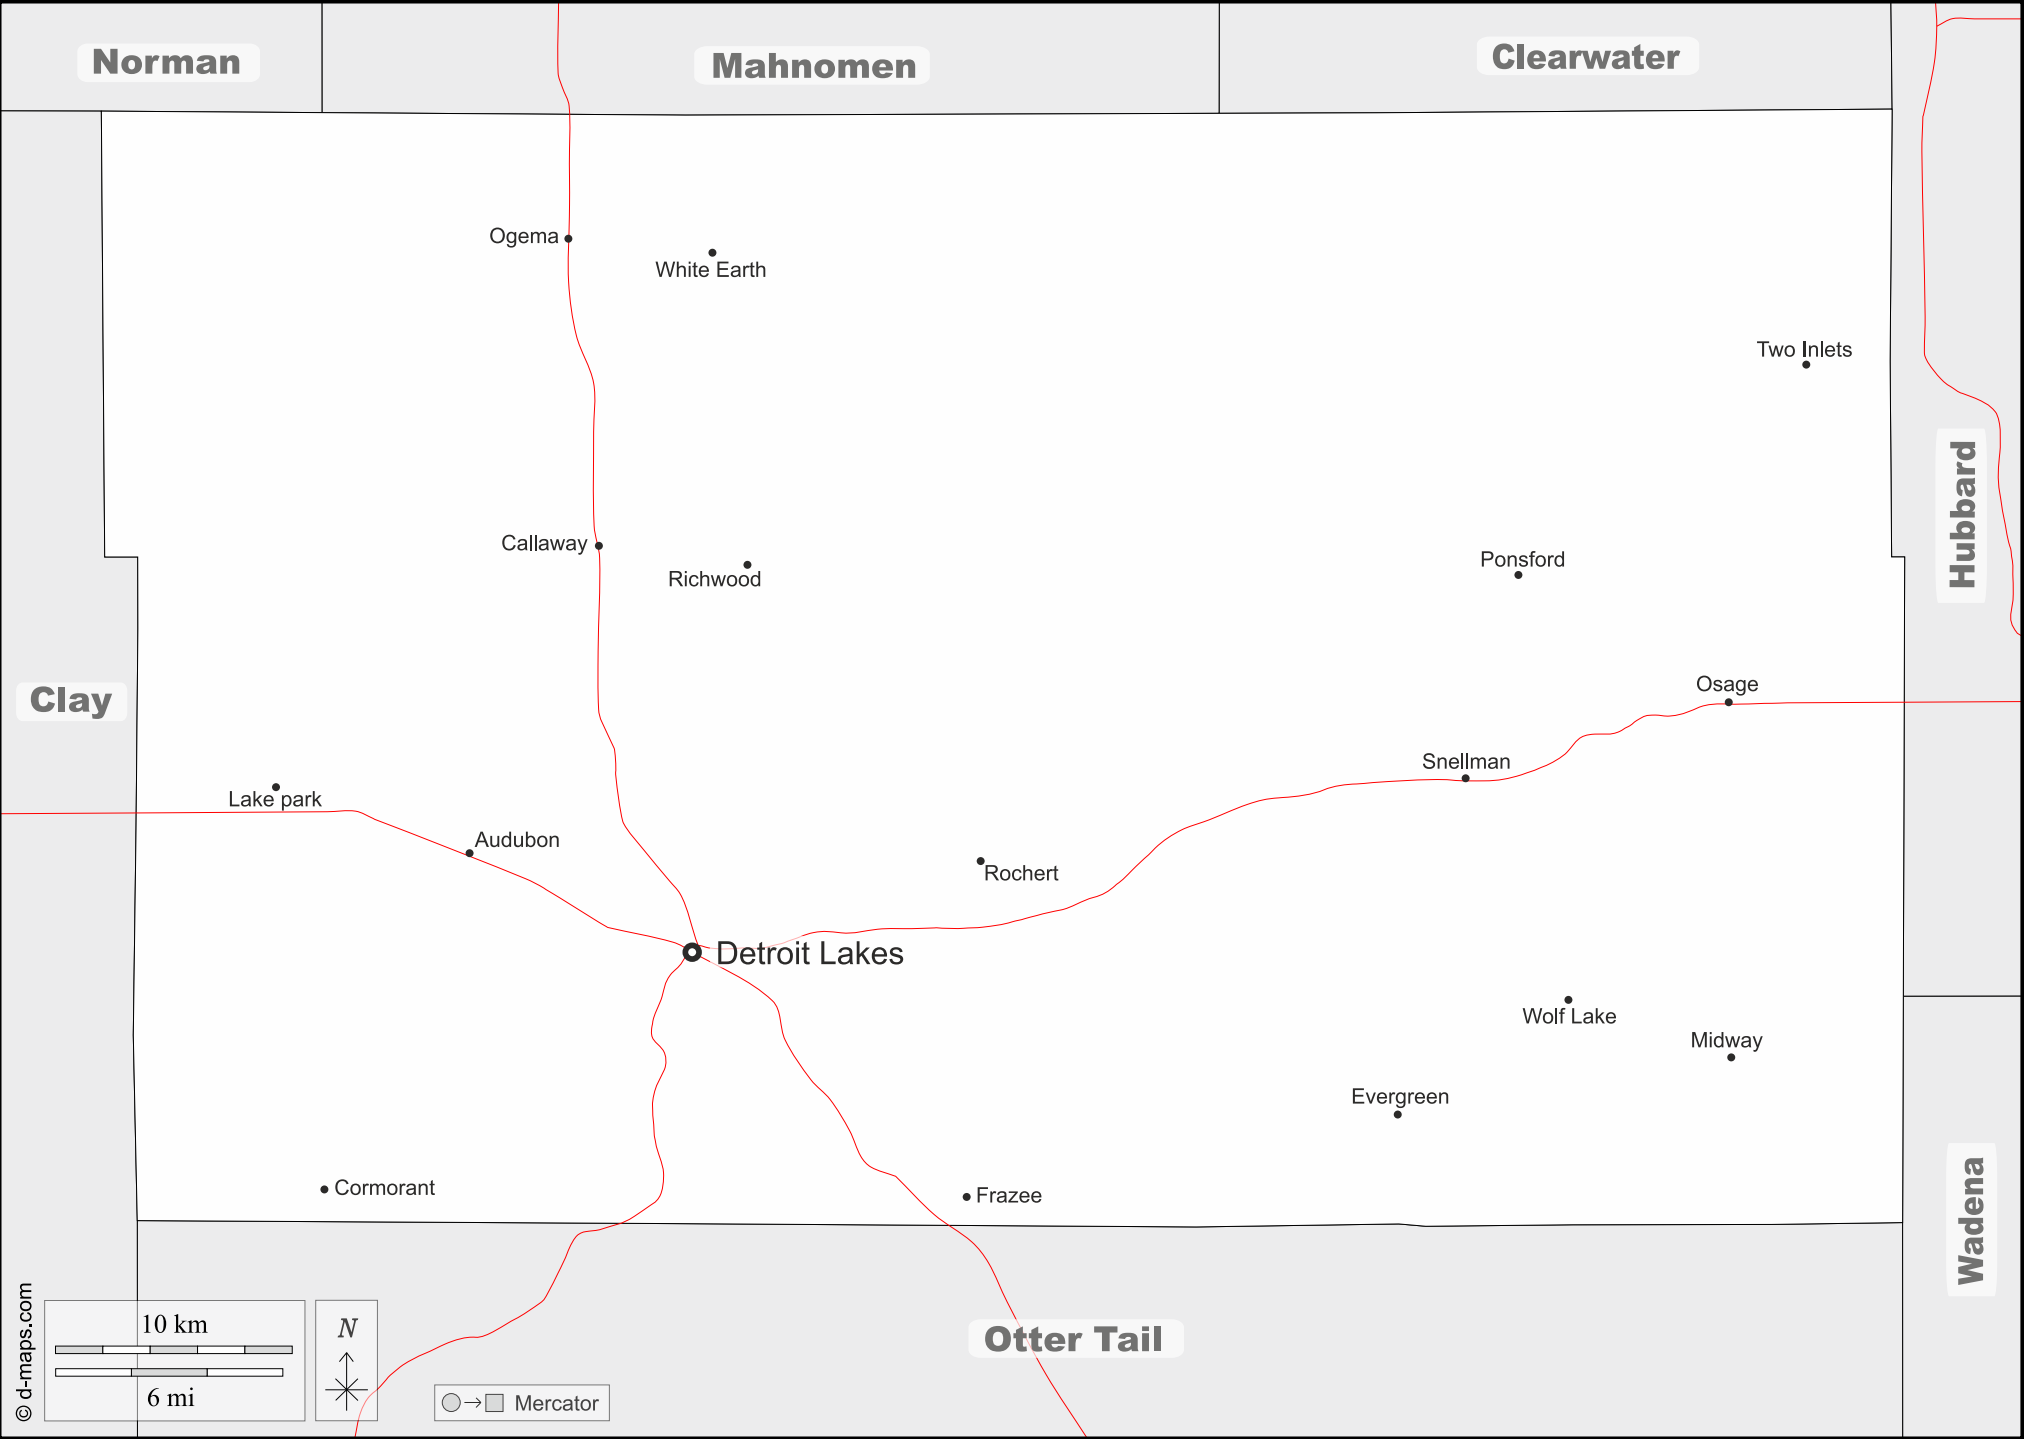 Norman
Mahnomen
Clearwater
Ogema
White Earth
Two Inlets
Hubbard
Callaway
Richwood
Ponsford
Clay
Osage
Snellman
Lake park
Audubon
Rochert
Detroit Lakes
Wolf Lake
Midway
Evergreen
Cormorant
Frazee
Wadena
Otter Tail
© d-maps.com
10 km
6 mi
N
Mercator